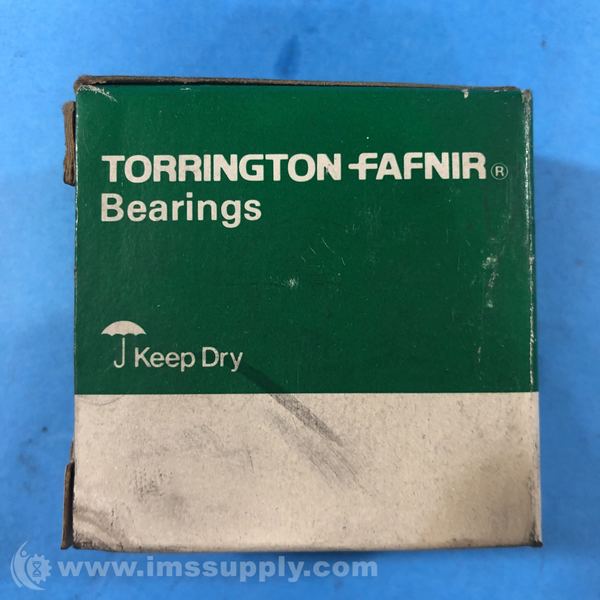 TORRINGTON FAFNIR®
Bearings
Keep Dry
www.imssupply.com